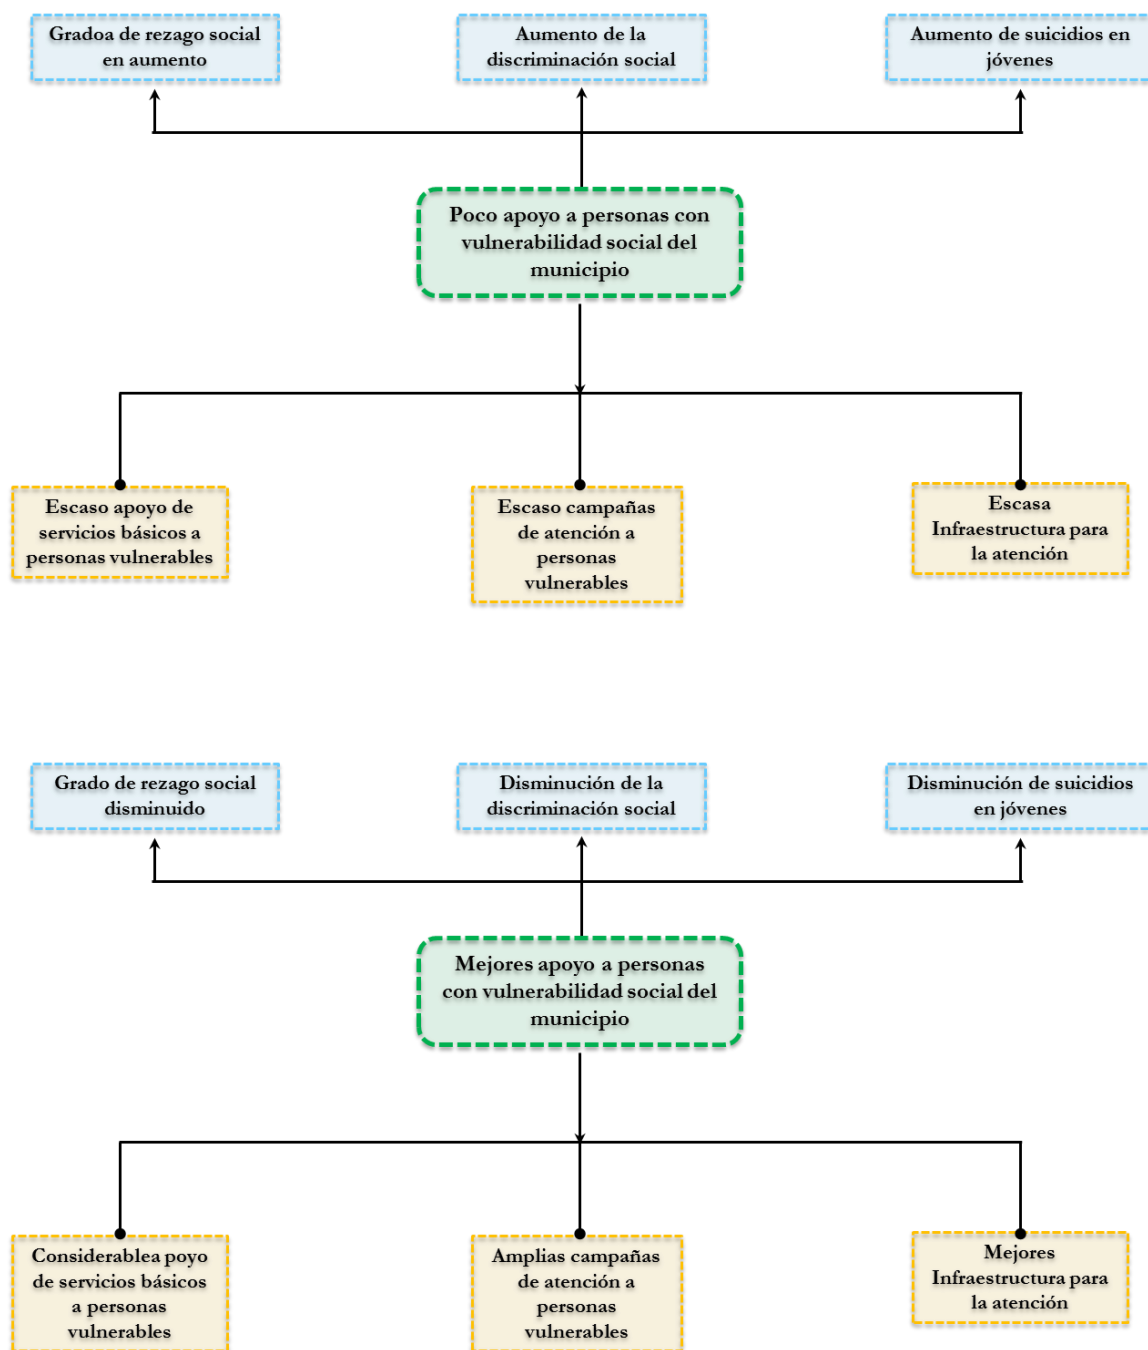 Gradoa de rezago social
en aumento
Aumento de la
discriminación social
Aumento de suicidios en
jóvenes
Poco apoyo a personas con
vulnerabilidad social del
municipio
Escaso apoyo de
servicios básicos a
personas vulnerables
Escaso campañas
de atención a
personas
vulnerables
Escasa
Infraestructura para
la atención
Grado de rezago social
disminuido
Disminución de la
discriminación social
Disminución de suicidios
en jóvenes
Mejores apoyo a personas
con vulnerabilidad social del
municipio
Considerablea poyo
de servicios básicos
a personas
vulnerables
Amplias campañas
de atención a
personas
vulnerables
Mejores
Infraestructura para
la atención